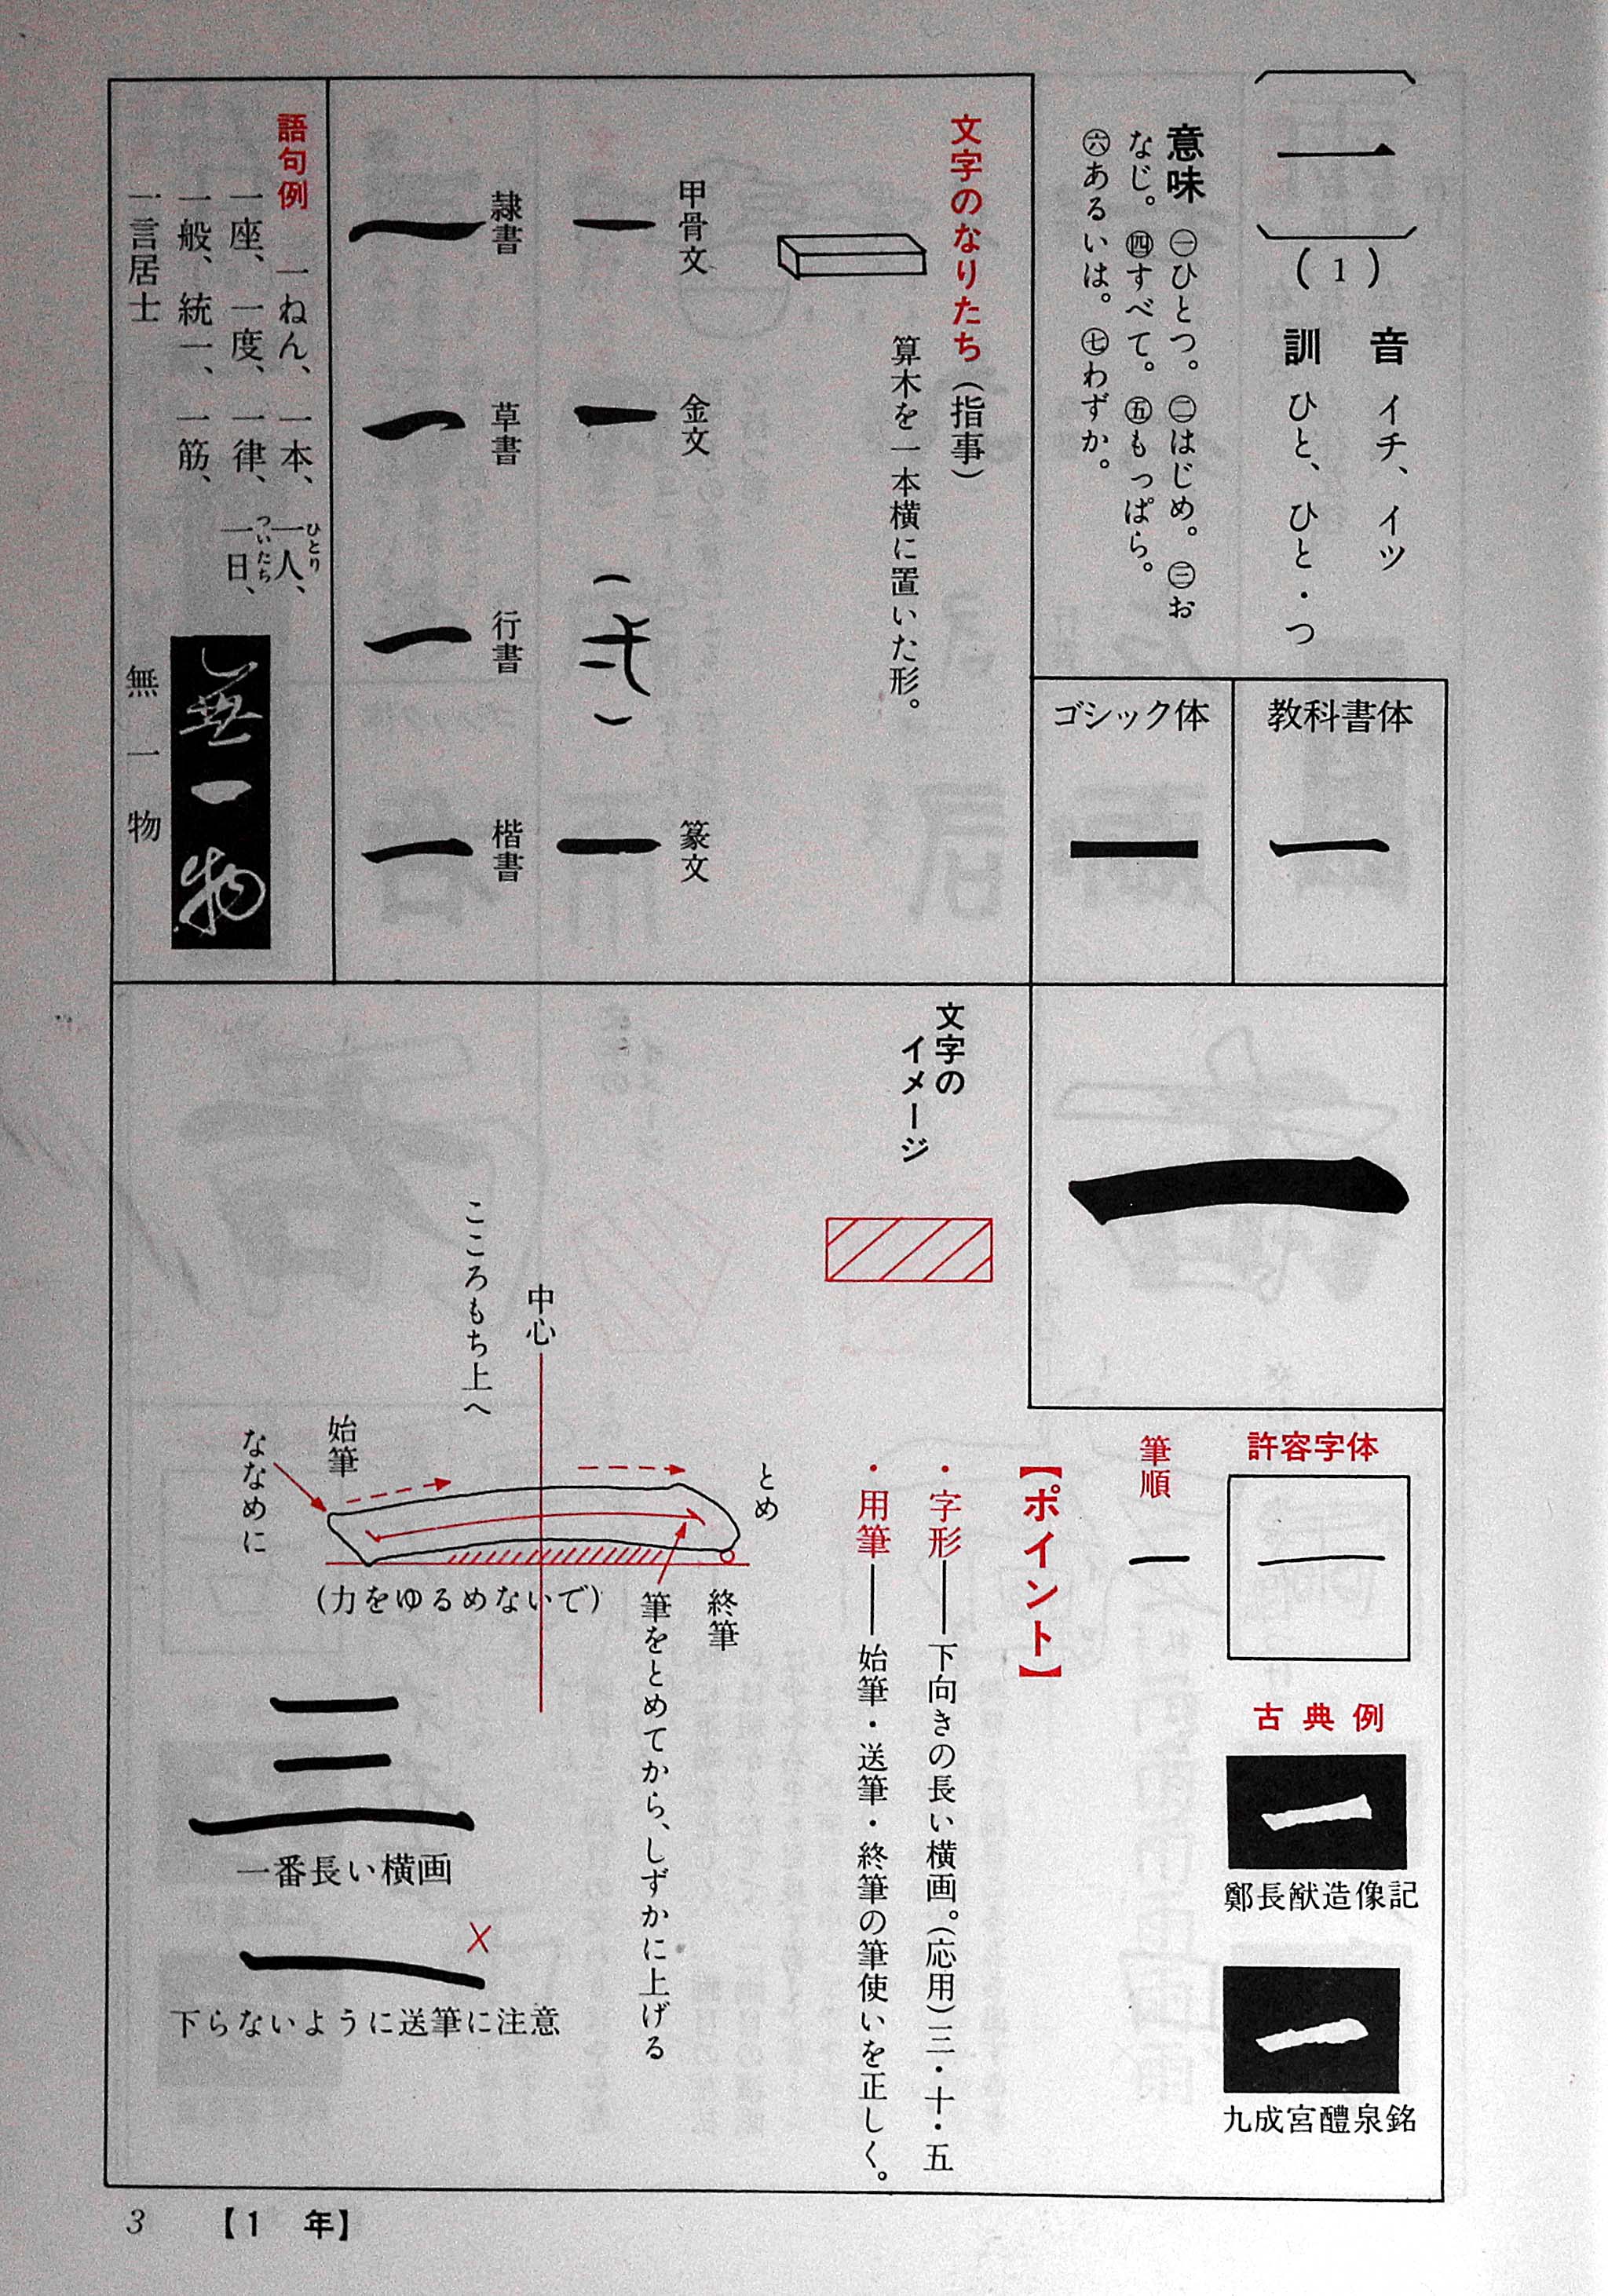 一
(1)
音 イチ、イツ
訓 ひと、ひと・つ
意味 ㊀ひとつ。㊁はじめ。㊂お
なじ。㊃すべて。㊄もっぱら。
㊅あるいは。㊆わずか。
教科書体
一
ゴシック体
一
文字のなりたち(指事)
算木を一本横に置いた形。
甲骨文
一
金文
一
(弌)
篆文
一
隷書
一
草書
一
行書
一
楷書
一
語句例 一ねん、一本、一人、
ひとり
一座、一度、一律、一日、
ついたち
一般、統一、一筋、
一言居士
無一物
無一物
一
文字の
イメージ
許容字体
一
筆順
一
古典例
一
鄭長猷造像記
一
九成宮醴泉銘
【ポイント】
・字形――下向きの長い横画。(応用)三・十・五
・用筆――始筆・送筆・終筆の筆使いを正しく。
とめ
中心
こころもち上へ
始筆
ななめに
終筆
筆をとめてから、しずかに上げる
(力をゆるめないで)
三
一番長い横画
×
一
下らないように送筆に注意
3 【1 年】